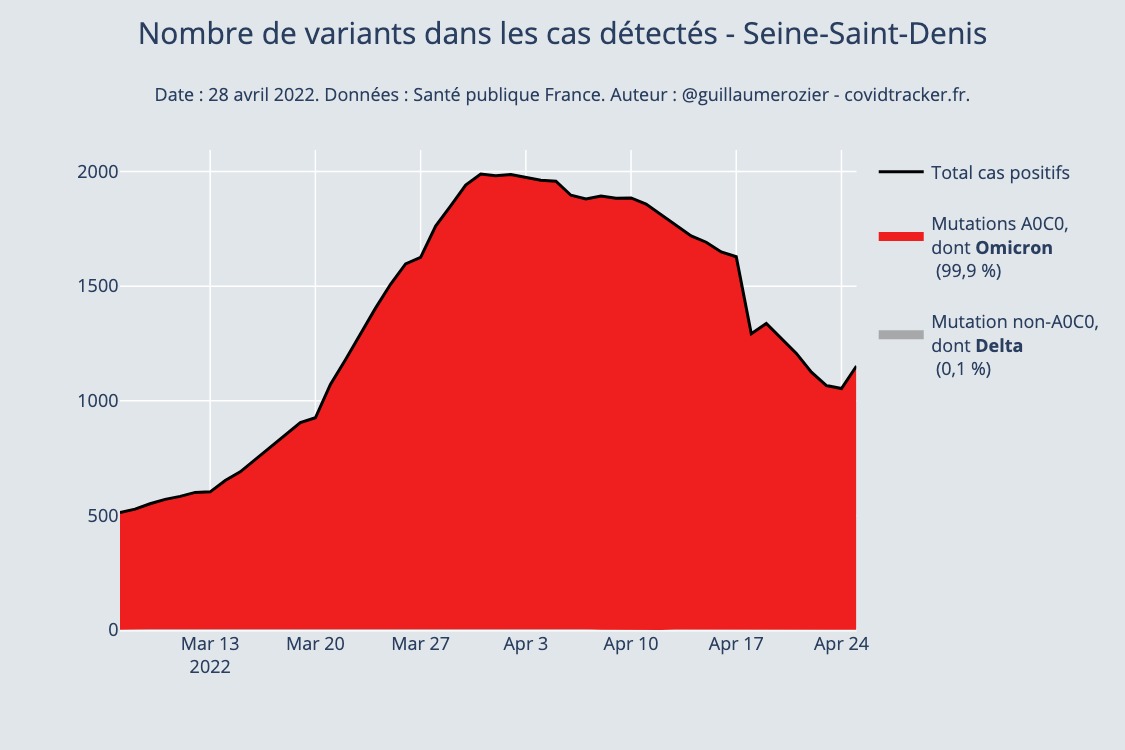 Nombre de variants dans les cas détectés - Seine-Saint-Denis
Date : 28 avril 2022. Données : Santé publique France. Auteur : @guillaumerozier - covidtracker.fr.
2000
1500
1000
500
0
Mar 13
2022
Mar 20
Mar 27
Apr 3
Apr 10
Apr 17
Apr 24
Total cas positifs
Mutations A0C0,
dont Omicron
(99,9 %)
Mutation non-A0C0,
dont Delta
(0,1 %)